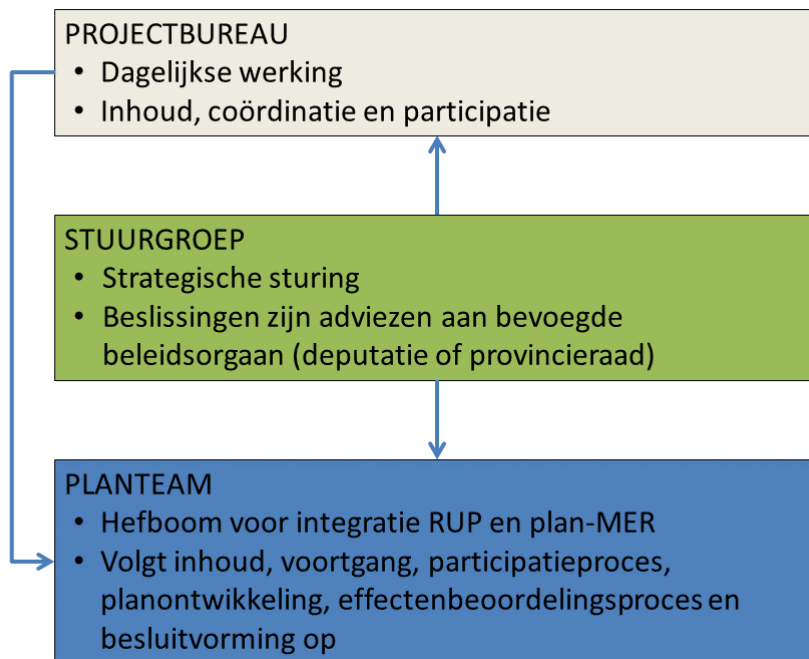 PROJECTBUREAU
• Dagelijkse werking
• Inhoud, coördinatie en participatie
STUURGROEP
• Strategische sturing
• Beslissingen zijn adviezen aan bevoegde
beleidsorgaan (deputatie of provincieraad)
PLANTEAM
• Hefboom voor integratie RUP en plan-MER
• Volgt inhoud, voortgang, participatieproces,
planontwikkeling, effectenbeoordelingsproces en
besluitvorming op